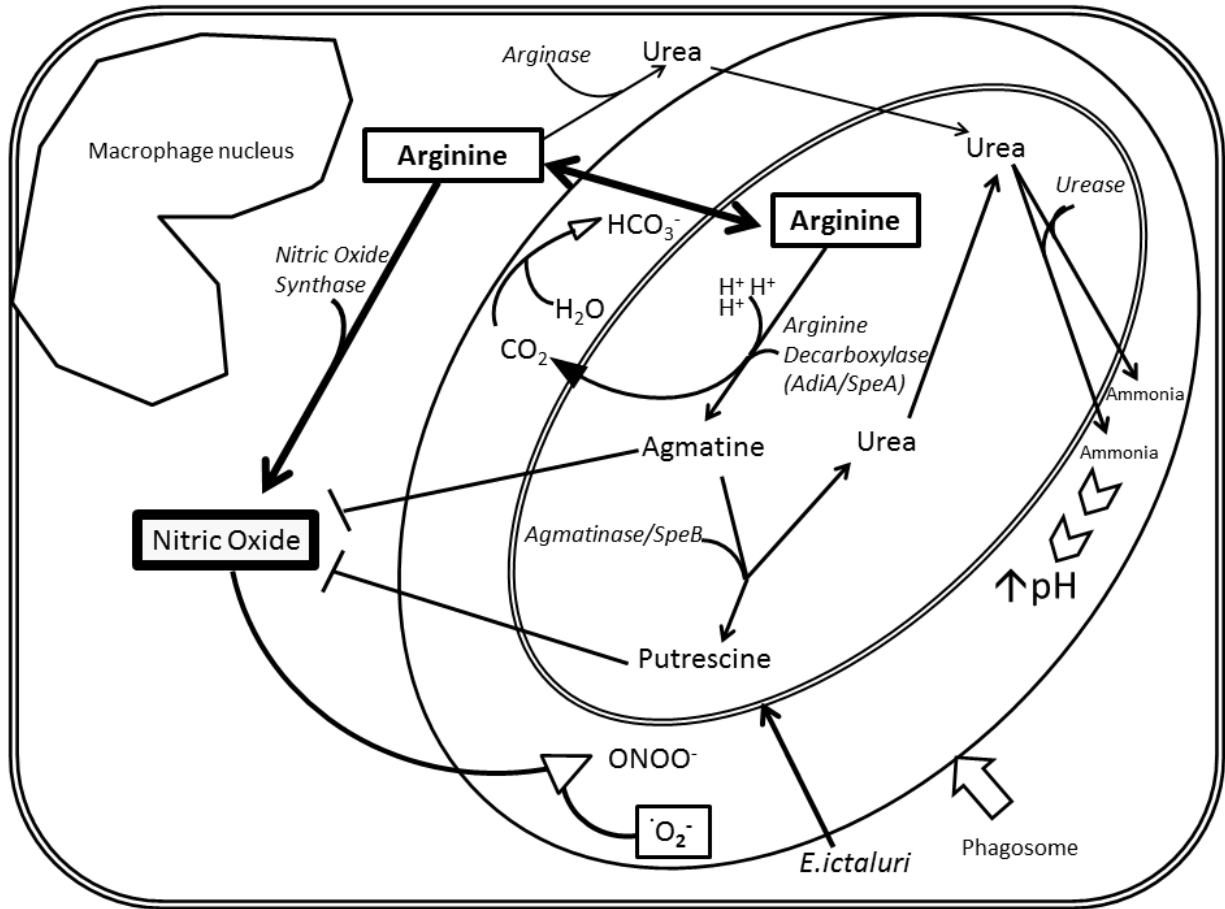 Arginase
Urea
Macrophage nucleus
Arginine
Urea
Urease
Arginine
HCO₃⁻
Nitric Oxide
Synthase
H⁺ H⁺
H⁺
H₂O
CO₂
Arginine
Decarboxylase
(AdiA/SpeA)
Ammonia
Agmatine
Urea
Ammonia
Nitric Oxide
Agmatinase/SpeB
↑pH
Putrescine
ONOO⁻
˙O₂⁻
E.ictaluri
Phagosome